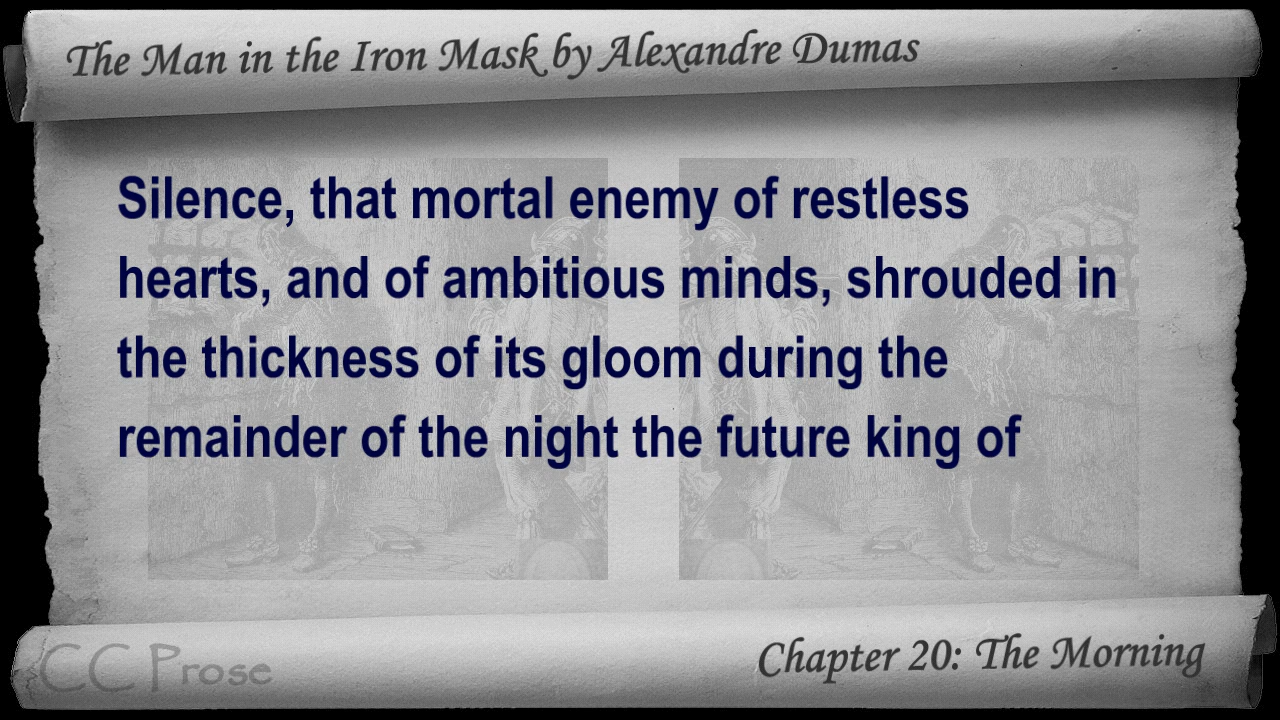 The Man in the Iron Mask by Alexandre Dumas
Silence, that mortal enemy of restless
hearts, and of ambitious minds, shrouded in
the thickness of its gloom during the
remainder of the night the future king of
CC Prose
Chapter 20: The Morning